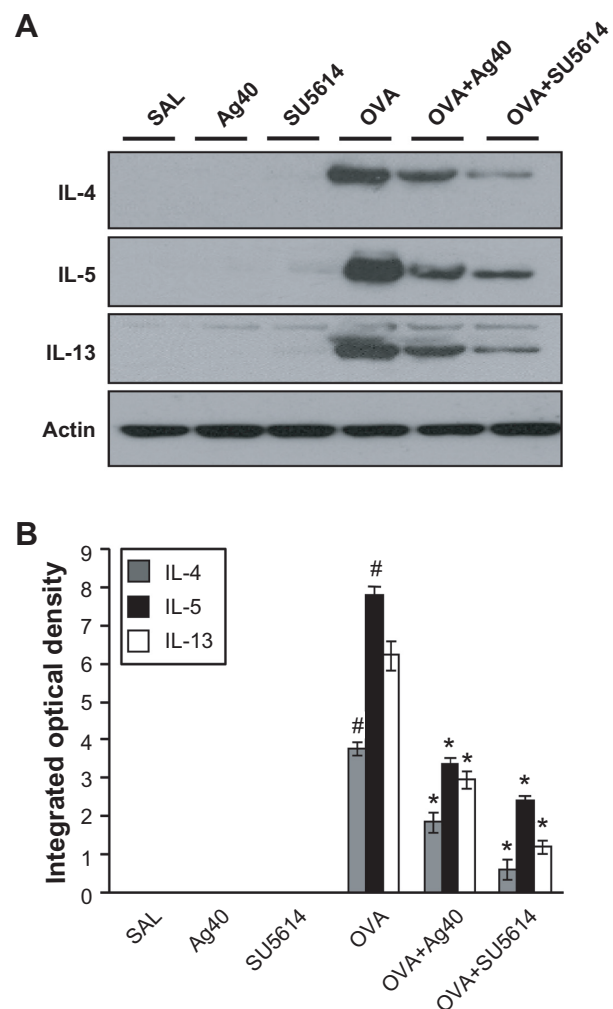 A
SAL
Ag40
SU5614
OVA
OVA+Ag40
OVA+SU5614
IL-4
IL-5
IL-13
Actin
B
9
8
7
6
5
4
3
2
1
0
Integrated optical density
IL-4
IL-5
IL-13
#
#
*
*
*
*
*
*
SAL
Ag40
SU5614
OVA
OVA+Ag40
OVA+SU5614